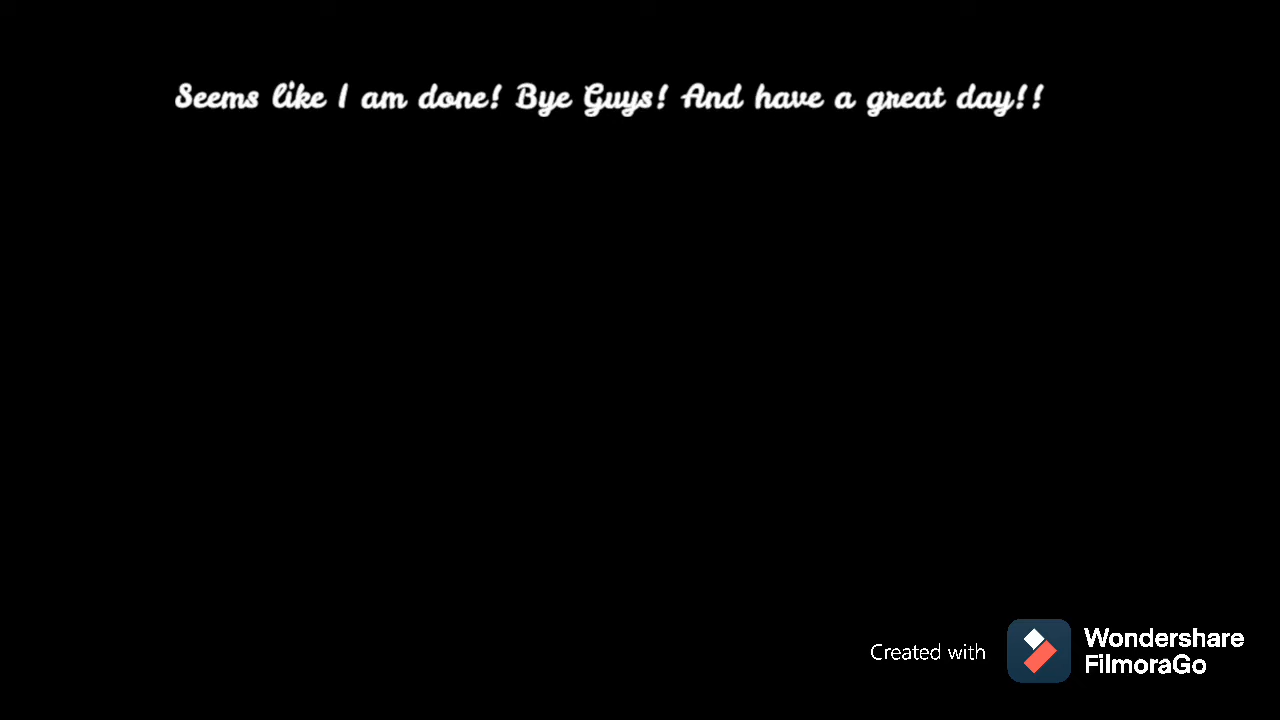 Seems like I am done! Bye Guys! And have a great day!!
Created with
Wondershare
FilmoraGo